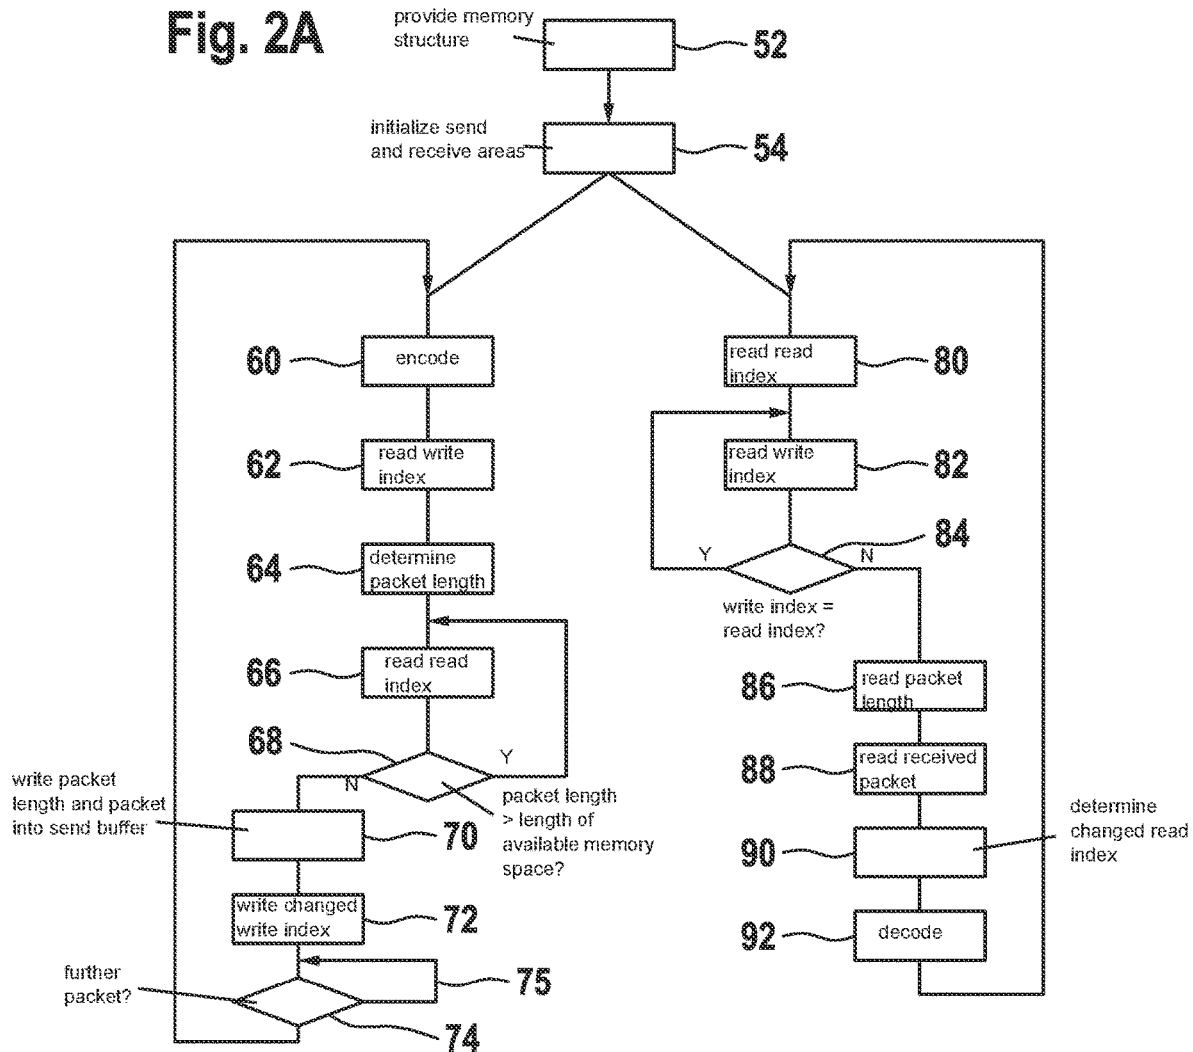 Fig. 2A
provide memory
structure
52
initialize send
and receive areas
54
60
encode
62
read write
index
64
determine
packet length
66
read read
index
68
N
Y
packet length
> length of
available memory
space?
write packet
length and packet
into send buffer
70
write changed
write index
72
further
packet?
75
74
read read
index
80
read write
index
82
84
Y
N
write index =
read index?
86
read packet
length
88
read received
packet
90
determine
changed read
index
92
decode